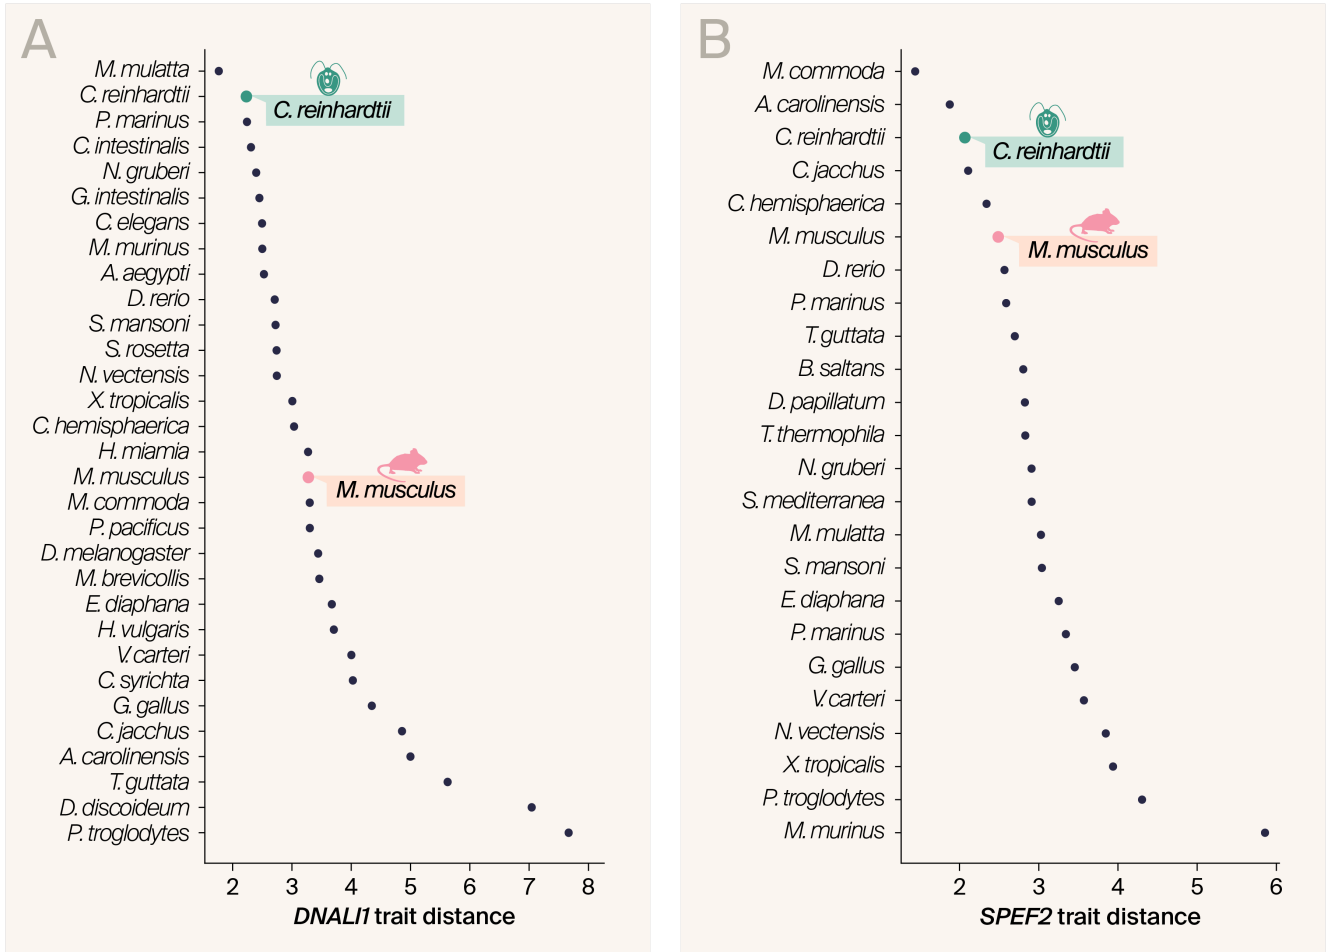 A
M. mulatta
C. reinhardtii
C. reinhardtii
P. marinus
C. intestinalis
N. gruberi
G. intestinalis
C. elegans
M. murinus
A. aegypti
D. rerio
S. mansoni
S. rosetta
N. vectensis
X. tropicalis
C. hemisphaerica
H. miamia
M. musculus
M. musculus
M. commoda
P. pacificus
D. melanogaster
M. brevicollis
E. diaphana
H. vulgaris
V. carteri
C. syrichta
G. gallus
C. jacchus
A. carolinensis
T. guttata
D. discoideum
P. troglodytes
2 3 4 5 6 7 8
DNALI1 trait distance
B
M. commoda
A. carolinensis
C. reinhardtii
C. reinhardtii
C. jacchus
C. hemisphaerica
M. musculus
M. musculus
D. rerio
P. marinus
T. guttata
B. saltans
D. papillatum
T. thermophila
N. gruberi
S. mediterranea
M. mulatta
S. mansoni
E. diaphana
P. marinus
G. gallus
V. carteri
N. vectensis
X. tropicalis
P. troglodytes
M. murinus
2 3 4 5 6
SPEF2 trait distance